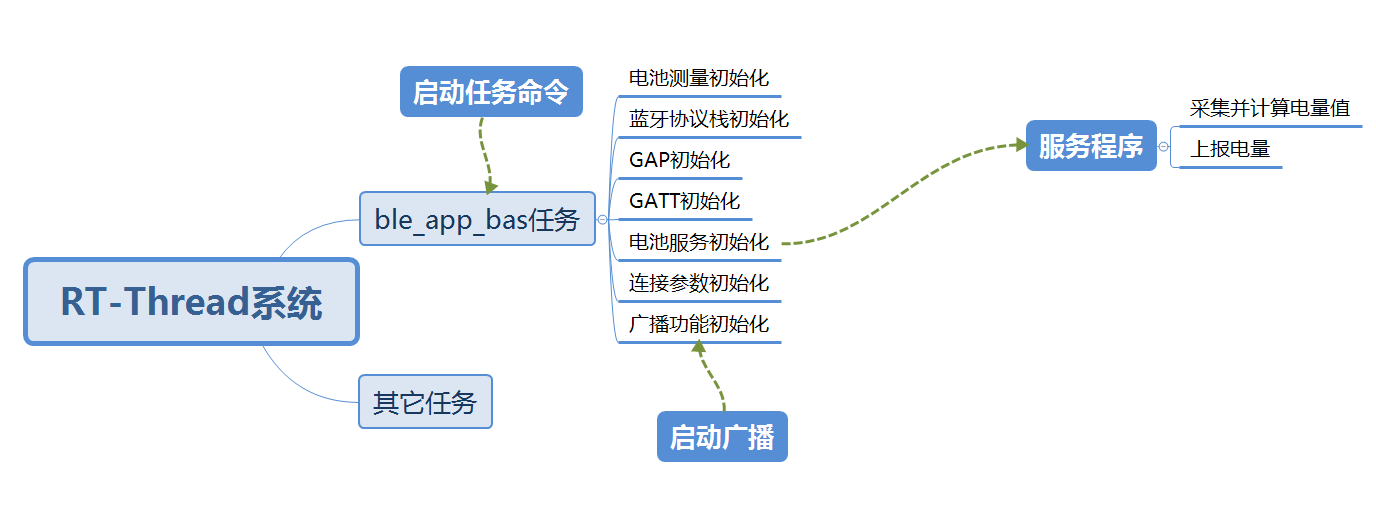 启动任务命令
电池测量初始化
蓝牙协议栈初始化
GAP初始化
GATT初始化
电池服务初始化
连接参数初始化
广播功能初始化
ble_app_bas任务
RT-Thread系统
其它任务
启动广播
服务程序
采集并计算电量值
上报电量